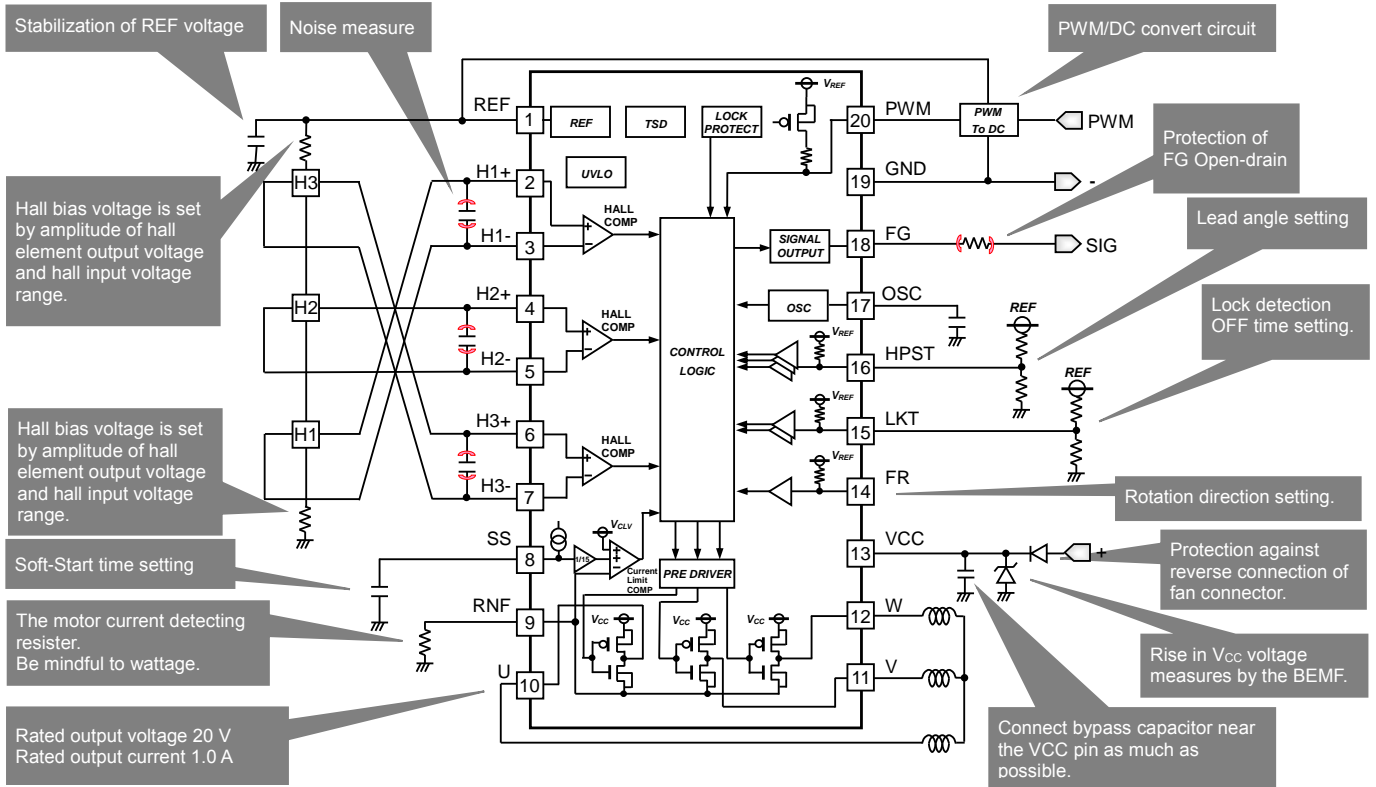 Stabilization of REF voltage
Noise measure
PWM/DC convert circuit
Hall bias voltage is set
by amplitude of hall
element output voltage
and hall input voltage
range.
Hall bias voltage is set
by amplitude of hall
element output voltage
and hall input voltage
range.
Soft-Start time setting
The motor current detecting
resister.
Be mindful to wattage.
Rated output voltage 20 V
Rated output current 1.0 A
H3
H2
H1
REF
1
H1+
2
H1-
3
H2+
4
H2-
5
H3+
6
H3-
7
SS
8
RNF
9
U
10
REF
TSD
LOCK
PROTECT
UVLO
VREF
HALL
COMP
HALL
COMP
HALL
COMP
CONTROL
LOGIC
SIGNAL
OUTPUT
OSC
VREF
VREF
VREF
VCLV
1/15
Current
Limit
COMP
PRE DRIVER
VCC
VCC
VCC
20
PWM
19
GND
18
FG
17
OSC
16
HPST
15
LKT
14
FR
13
VCC
12
W
11
V
PWM
To DC
PWM
-
SIG
REF
REF
+
Protection of
FG Open-drain
Lead angle setting
Lock detection
OFF time setting.
Rotation direction setting.
Protection against
reverse connection of
fan connector.
Rise in VCC voltage
measures by the BEMF.
Connect bypass capacitor near
the VCC pin as much as
possible.